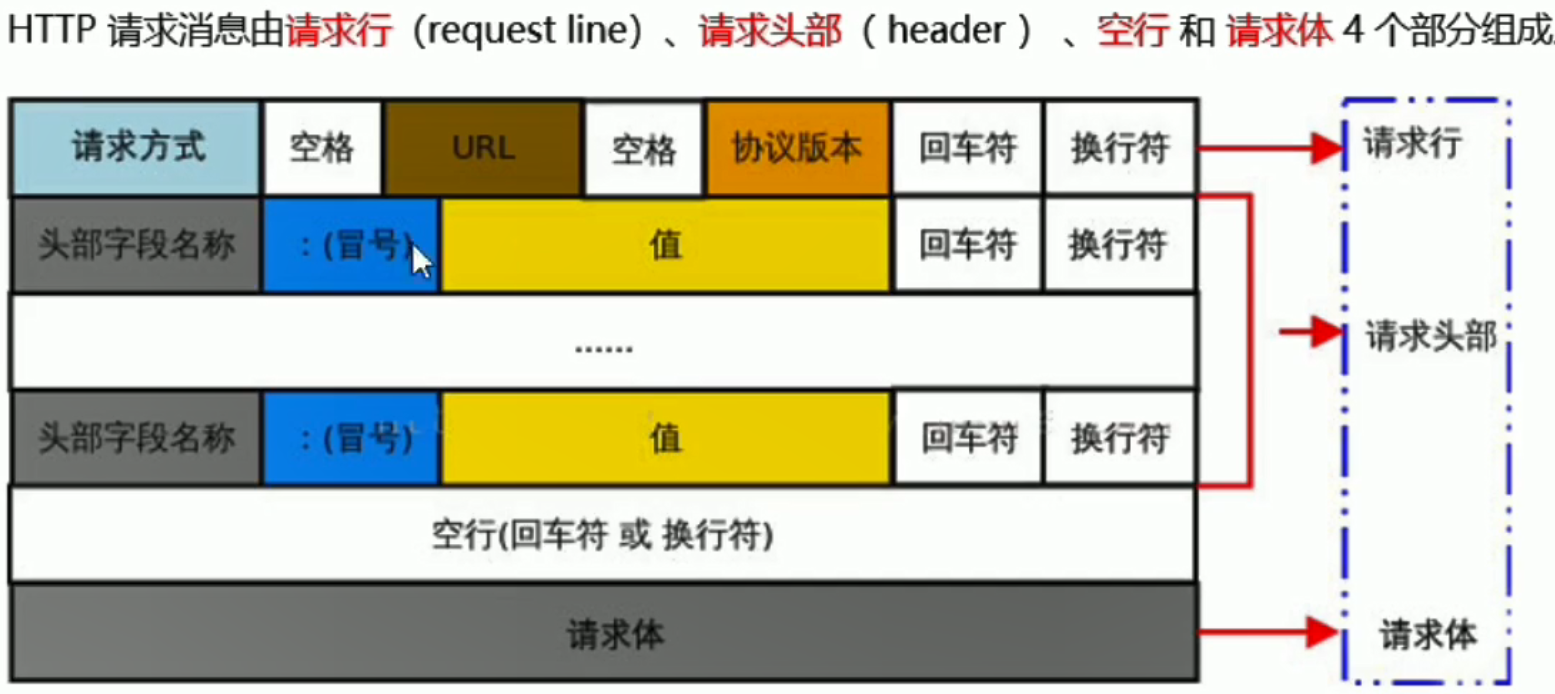 HTTP 请求消息由请求行（request line）、请求头部（ header ） 、空行 和 请求体 4 个部分组成
请求方式 空格 URL 空格 协议版本 回车符 换行符 请求行
头部字段名称 : (冒号) 值 回车符 换行符
...... 请求头部
头部字段名称 : (冒号) 值 回车符 换行符
空行(回车符 或 换行符)
请求体 请求体